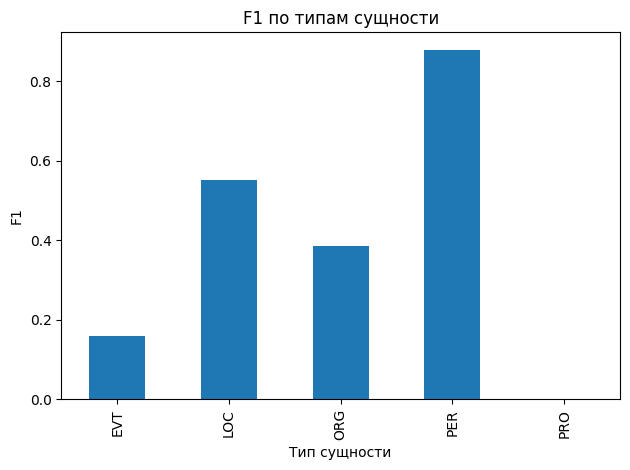 F1 по типам сущности
F1
0.8
0.6
0.4
0.2
0.0
EVT
LOC
ORG
PER
PRO
Тип сущности